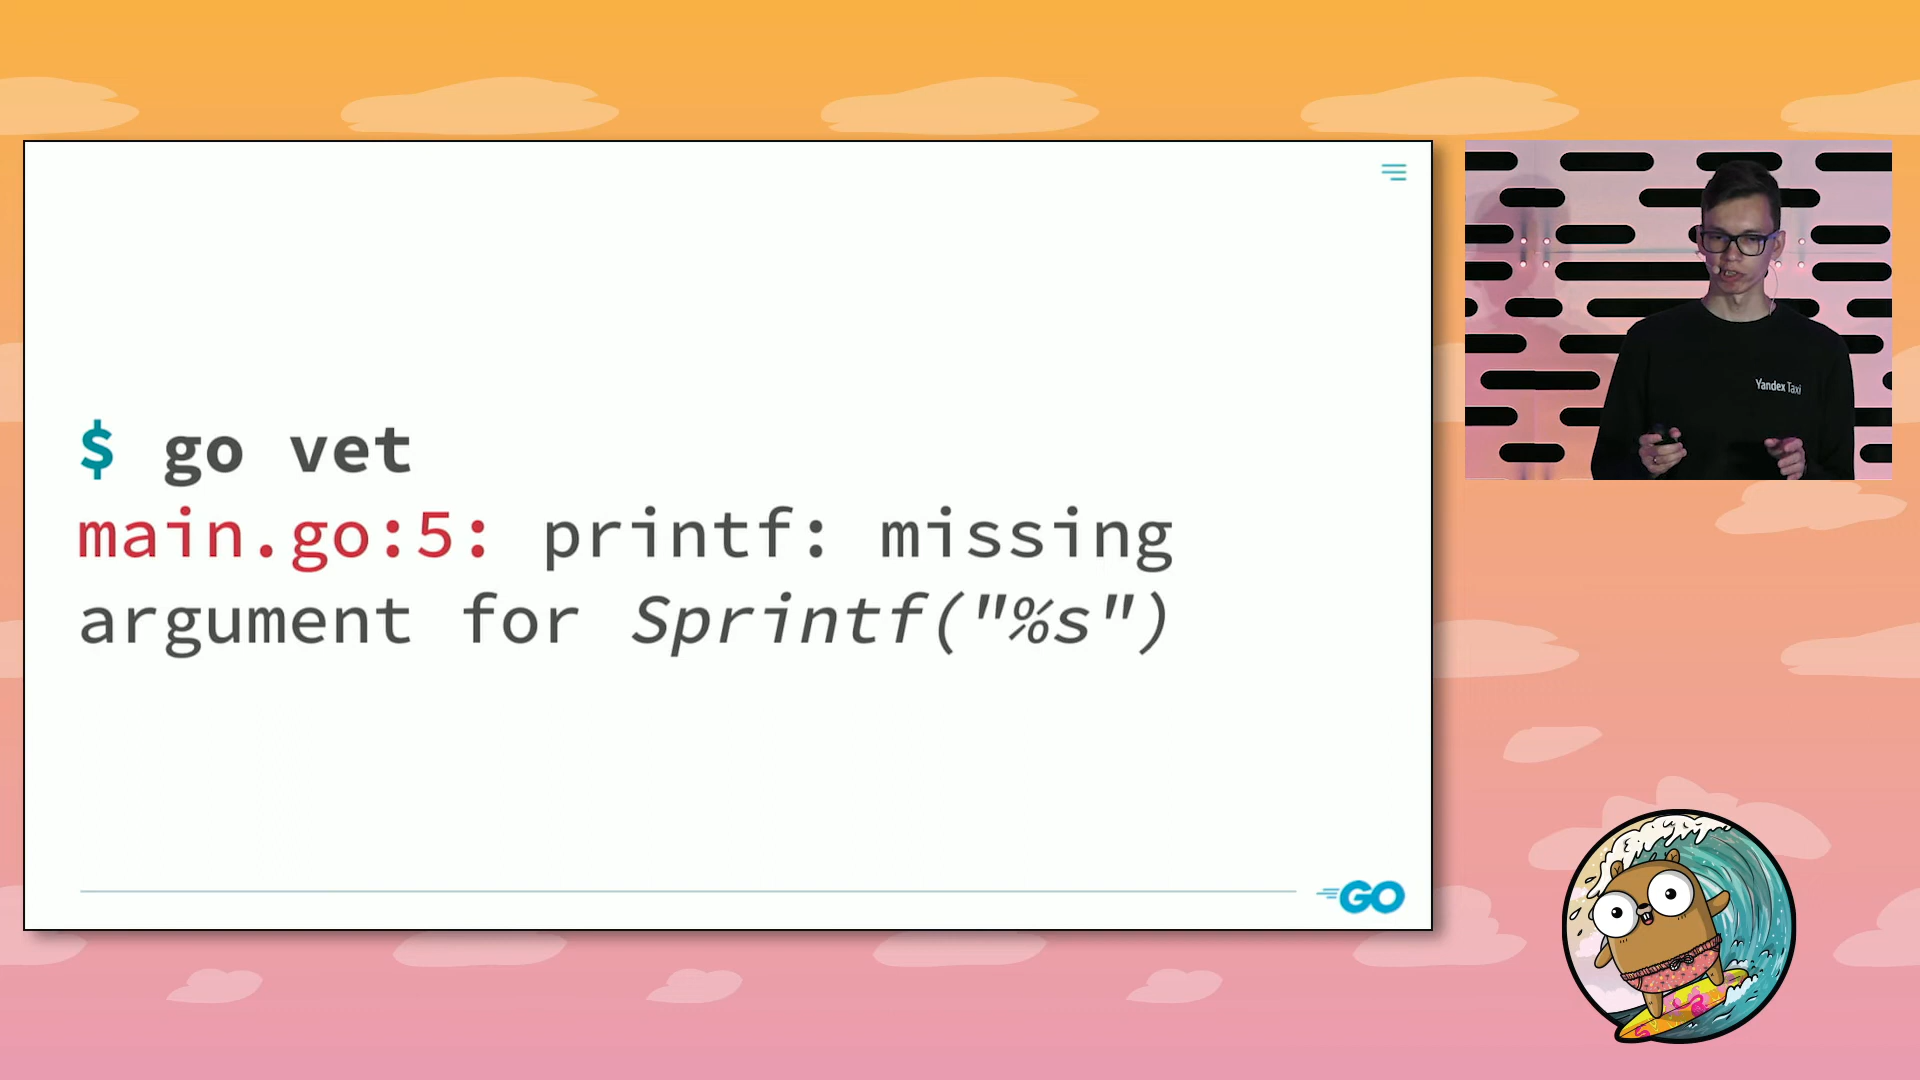 $ go vet
main.go:5: printf: missing
argument for Sprintf("%s")
GO
Yandex Taxi